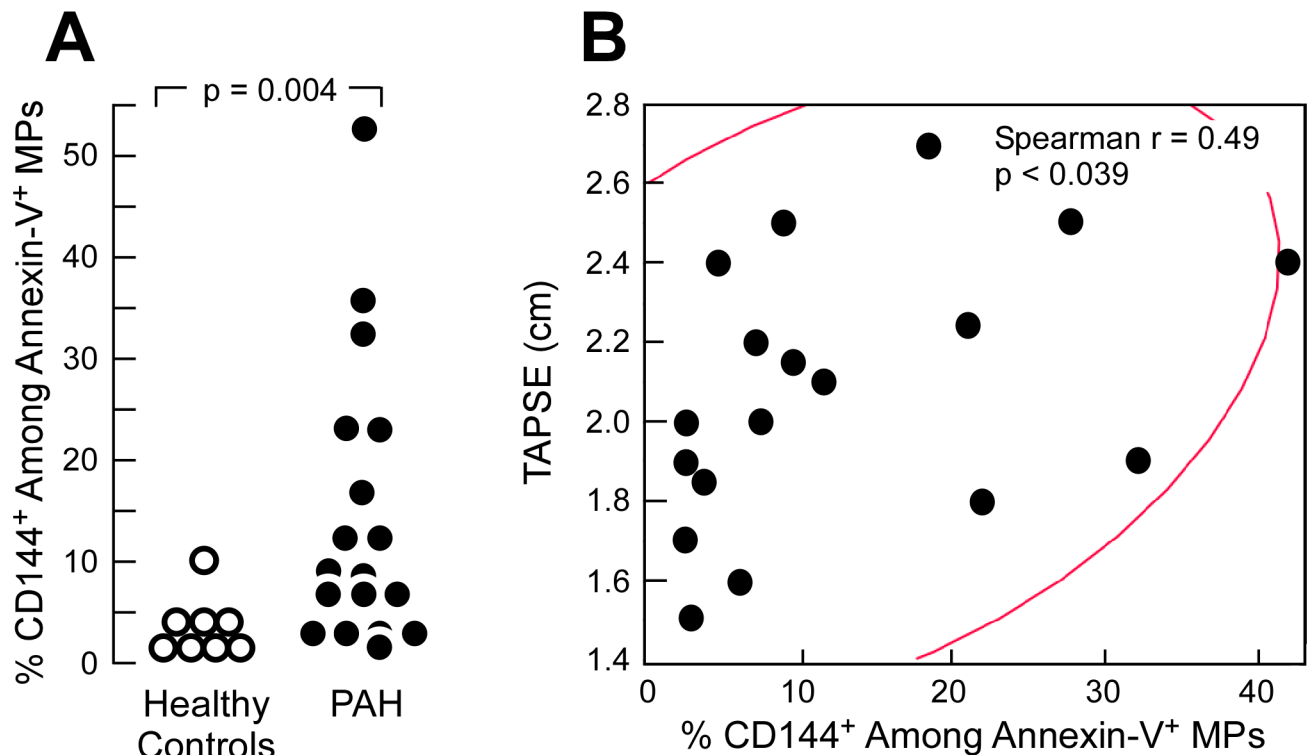 A
p = 0.004
% CD144⁺ Among Annexin-V⁺ MPs
50
40
30
20
10
0
Healthy
Controls
PAH
B
Spearman r = 0.49
p < 0.039
TAPSE (cm)
2.8
2.6
2.4
2.2
2.0
1.8
1.6
1.4
0 10 20 30 40
% CD144⁺ Among Annexin-V⁺ MPs